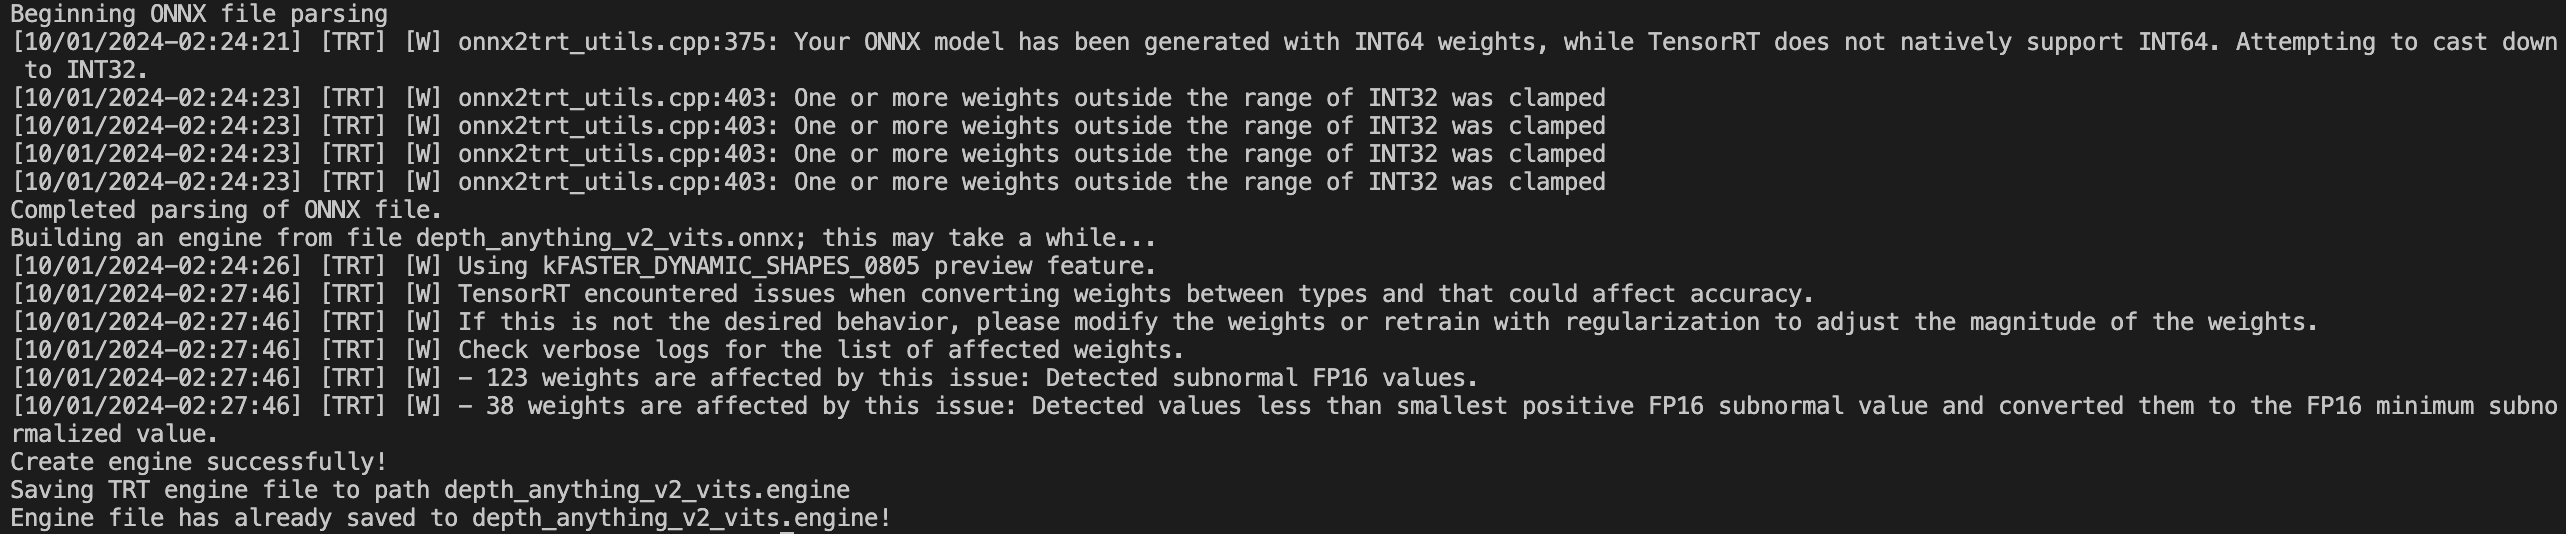 Beginning ONNX file parsing
[10/01/2024-02:24:21] [TRT] [W] onnx2trt_utils.cpp:375: Your ONNX model has been generated with INT64 weights, while TensorRT does not natively support INT64. Attempting to cast down
 to INT32.
[10/01/2024-02:24:23] [TRT] [W] onnx2trt_utils.cpp:403: One or more weights outside the range of INT32 was clamped
[10/01/2024-02:24:23] [TRT] [W] onnx2trt_utils.cpp:403: One or more weights outside the range of INT32 was clamped
[10/01/2024-02:24:23] [TRT] [W] onnx2trt_utils.cpp:403: One or more weights outside the range of INT32 was clamped
[10/01/2024-02:24:23] [TRT] [W] onnx2trt_utils.cpp:403: One or more weights outside the range of INT32 was clamped
Completed parsing of ONNX file.
Building an engine from file depth_anything_v2_vits.onnx; this may take a while...
[10/01/2024-02:24:26] [TRT] [W] Using kFASTER_DYNAMIC_SHAPES_0805 preview feature.
[10/01/2024-02:27:46] [TRT] [W] TensorRT encountered issues when converting weights between types and that could affect accuracy.
[10/01/2024-02:27:46] [TRT] [W] If this is not the desired behavior, please modify the weights or retrain with regularization to adjust the magnitude of the weights.
[10/01/2024-02:27:46] [TRT] [W] Check verbose logs for the list of affected weights.
[10/01/2024-02:27:46] [TRT] [W] - 123 weights are affected by this issue: Detected subnormal FP16 values.
[10/01/2024-02:27:46] [TRT] [W] - 38 weights are affected by this issue: Detected values less than smallest positive FP16 subnormal value and converted them to the FP16 minimum subno
rmalized value.
Create engine successfully!
Saving TRT engine file to path depth_anything_v2_vits.engine
Engine file has already saved to depth_anything_v2_vits.engine!